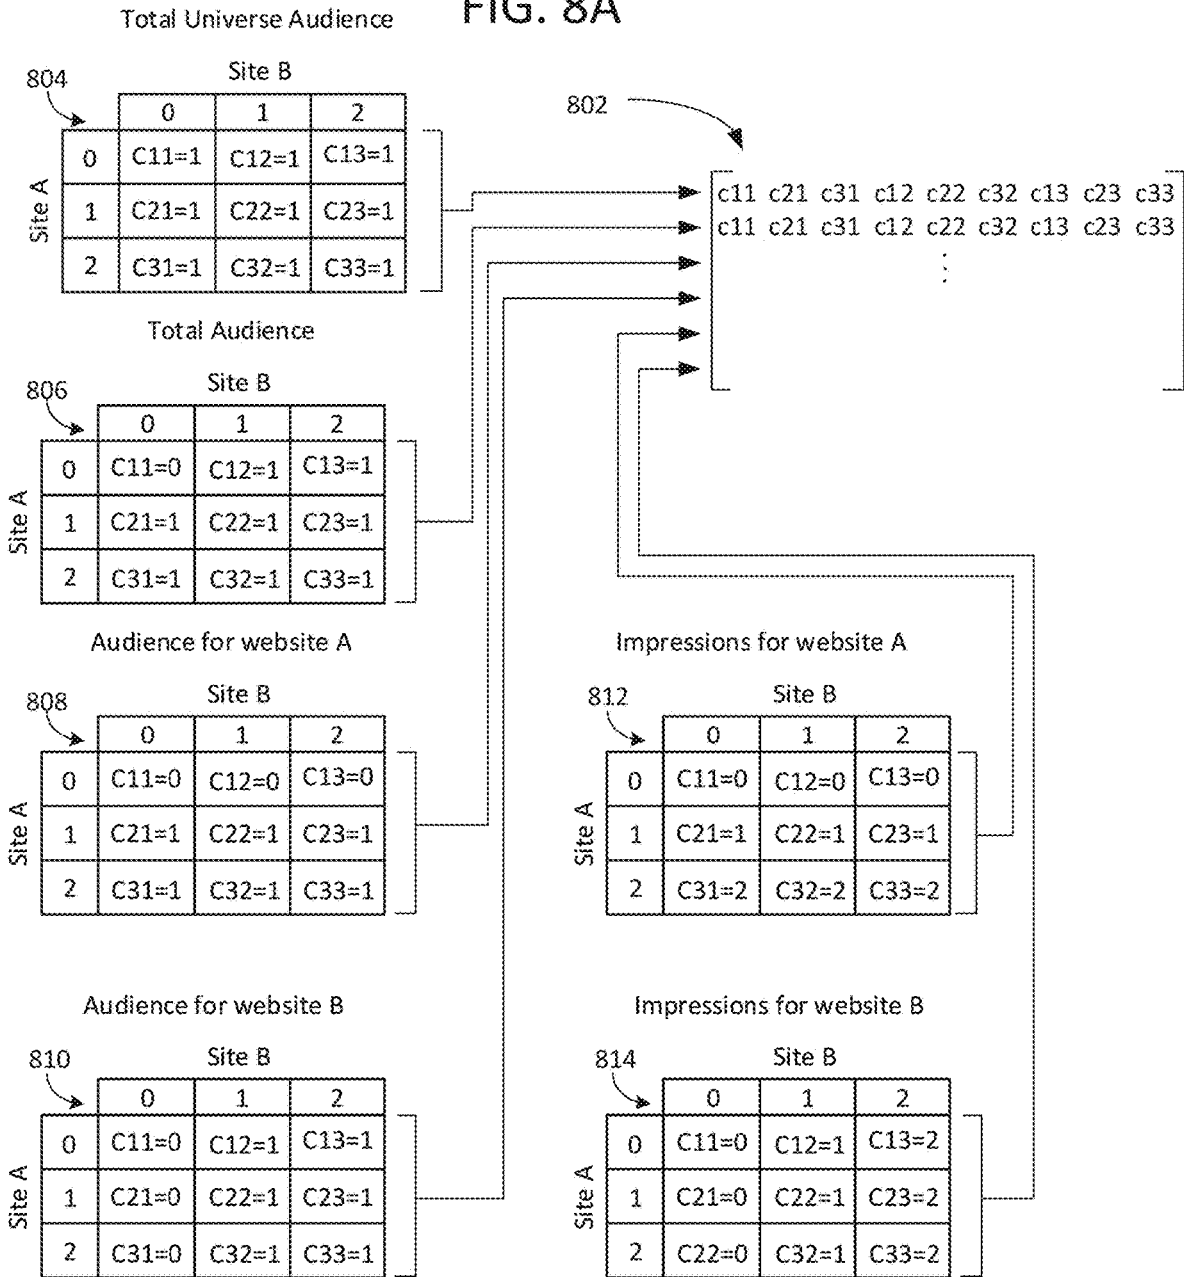 FIG. 8A
Total Universe Audience
804
Site B
0 1 2
Site A
0 C11=1 C12=1 C13=1
1 C21=1 C22=1 C23=1
2 C31=1 C32=1 C33=1
802
c11 c21 c31 c12 c22 c32 c13 c23 c33
c11 c21 c31 c12 c22 c32 c13 c23 c33
Total Audience
806
Site B
0 1 2
Site A
0 C11=0 C12=1 C13=1
1 C21=1 C22=1 C23=1
2 C31=1 C32=1 C33=1
Audience for website A
808
Site B
0 1 2
Site A
0 C11=0 C12=0 C13=0
1 C21=1 C22=1 C23=1
2 C31=1 C32=1 C33=1
Impressions for website A
812
Site B
0 1 2
Site A
0 C11=0 C12=0 C13=0
1 C21=1 C22=1 C23=1
2 C31=2 C32=2 C33=2
Audience for website B
810
Site B
0 1 2
Site A
0 C11=0 C12=1 C13=1
1 C21=0 C22=1 C23=1
2 C31=0 C32=1 C33=1
Impressions for website B
814
Site B
0 1 2
Site A
0 C11=0 C12=1 C13=2
1 C21=0 C22=1 C23=2
2 C22=0 C32=1 C33=2